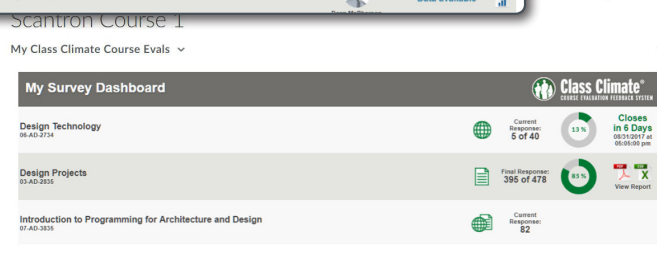 Scantron Course 1
My Class Climate Course Evals
My Survey Dashboard
Class Climate®
COURSE EVALUATION FEEDBACK SYSTEM
Design Technology
06-AD-2734
Current
Response:
5 of 40
13 %
Closes
in 6 Days
08/31/2017 at
05:05:00 pm
Design Projects
03-AD-2835
Final Response:
395 of 478
83 %
View Report
Introduction to Programming for Architecture and Design
07-AD-3835
Current
Response:
82